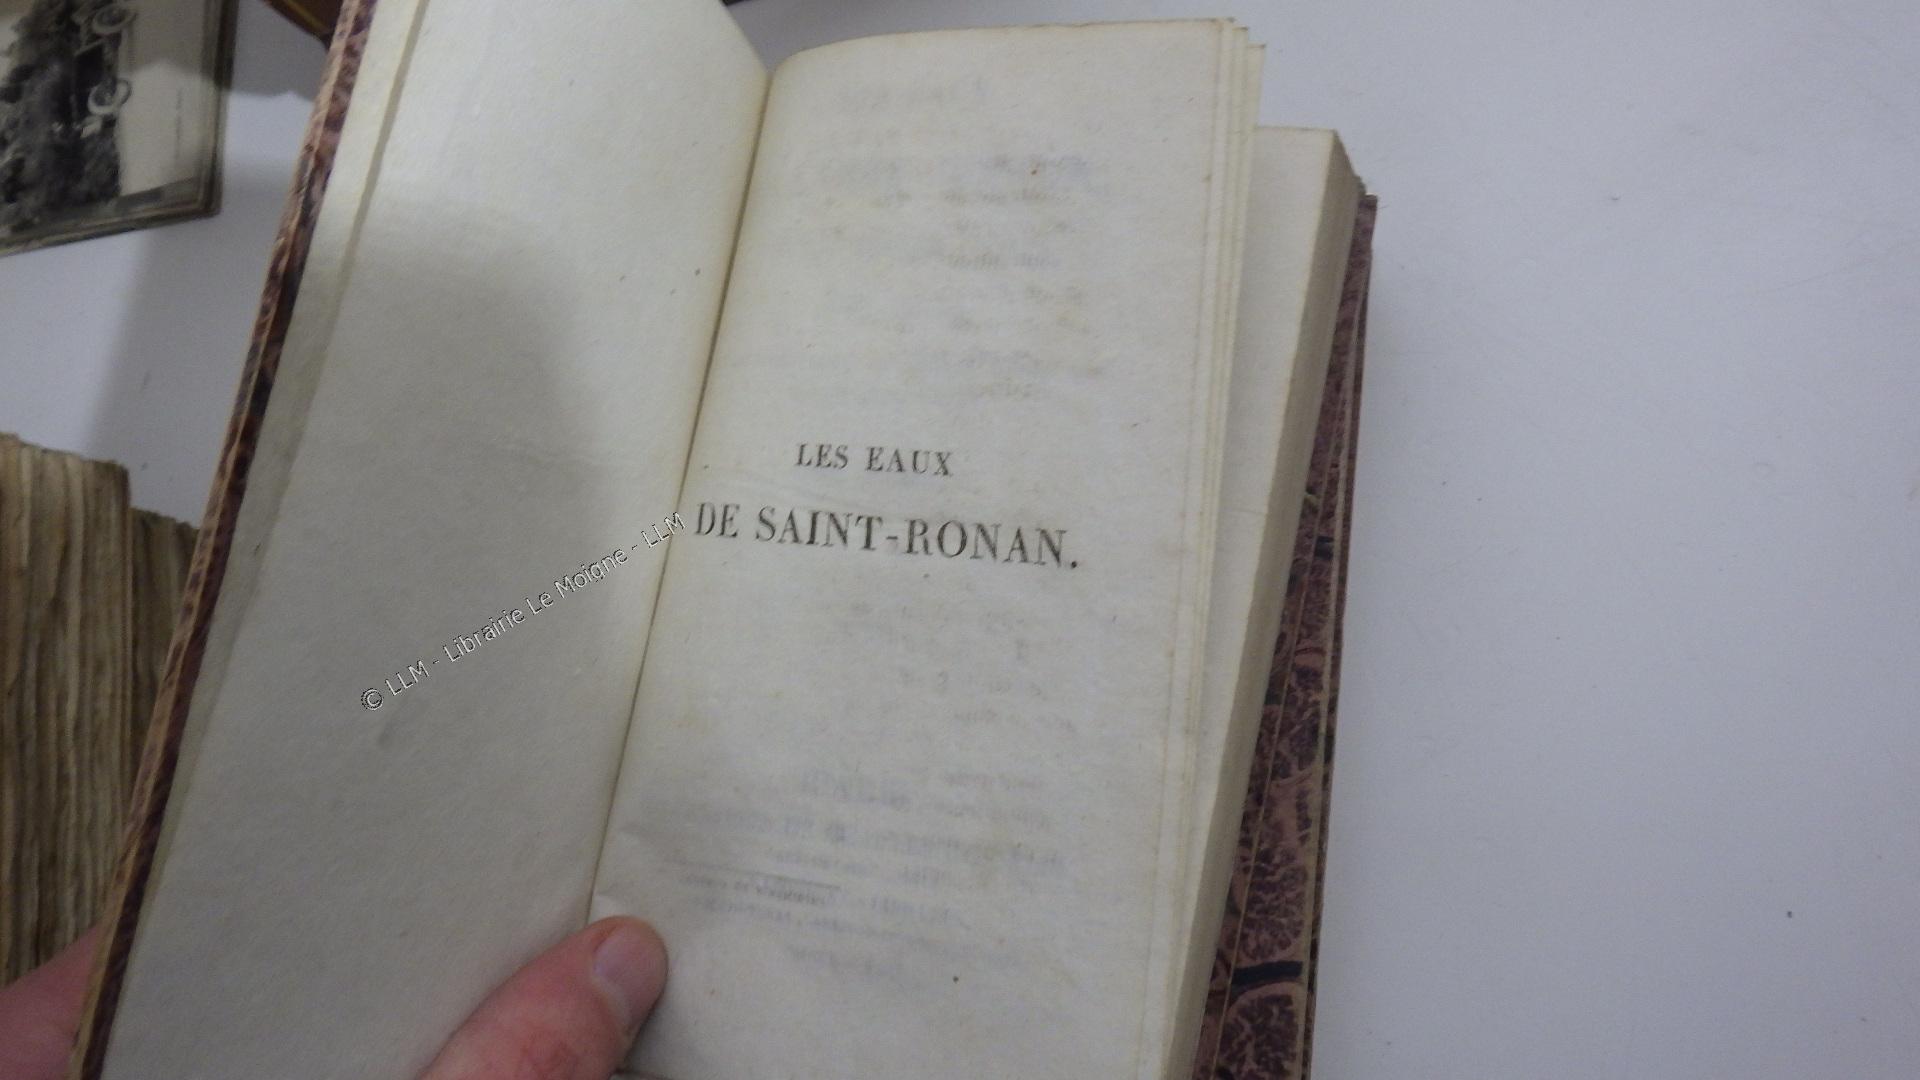 LES EAUX
DE SAINT-RONAN.
© LLM - Librairie Le Moigne - LLM